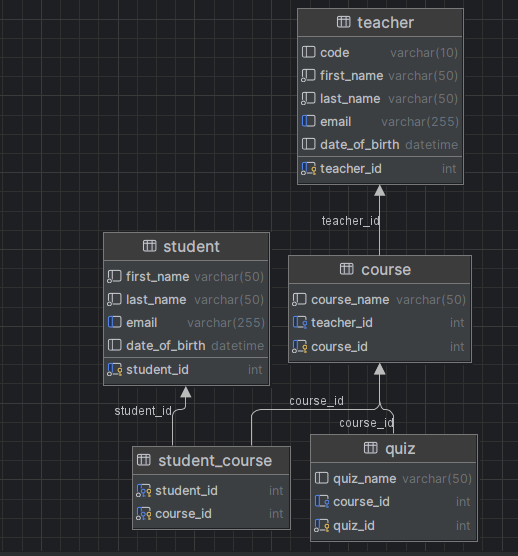 teacher
code varchar(10)
first_name varchar(50)
last_name varchar(50)
email varchar(255)
date_of_birth datetime
teacher_id int
teacher_id
student
first_name varchar(50)
last_name varchar(50)
email varchar(255)
date_of_birth datetime
student_id int
course
course_name varchar(50)
teacher_id int
course_id int
student_id
course_id
course_id
student_course
student_id int
course_id int
quiz
quiz_name varchar(50)
course_id int
quiz_id int